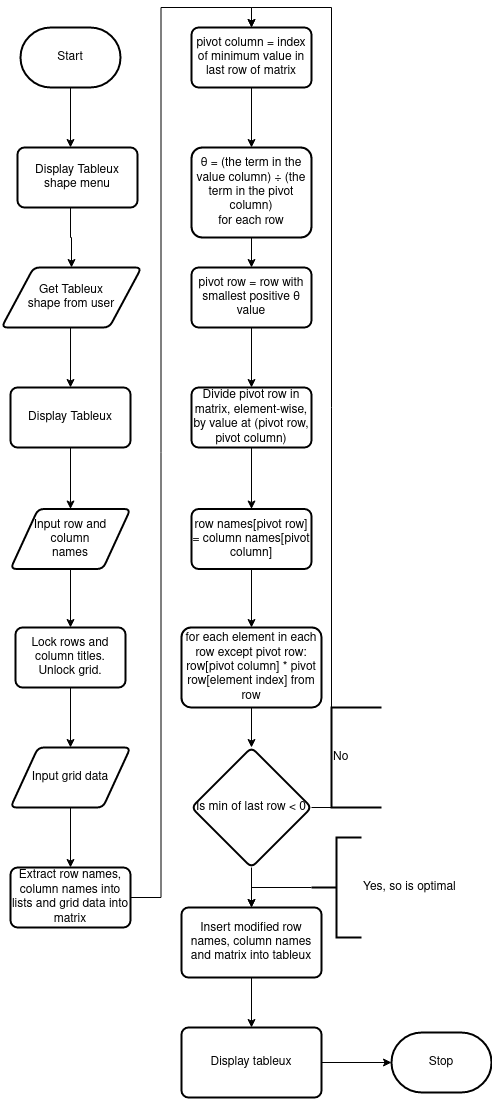 Start
Display Tableux
shape menu
Get Tableux
shape from user
Display Tableux
Input row and
column
names
Lock rows and
column titles.
Unlock grid.
Input grid data
Extract row names,
column names into
lists and grid data into
matrix
pivot column = index
of minimum value in
last row of matrix
θ = (the term in the
value column) ÷ (the
term in the pivot
column)
for each row
pivot row = row with
smallest positive θ
value
Divide pivot row in
matrix, element-wise,
by value at (pivot row,
pivot column)
row names[pivot row]
= column names[pivot
column]
for each element in each
row except pivot row:
row[pivot column] * pivot
row[element index] from
row
Is min of last row < 0
No
Yes, so is optimal
Insert modified row
names, column names
and matrix into tableux
Display tableux
Stop